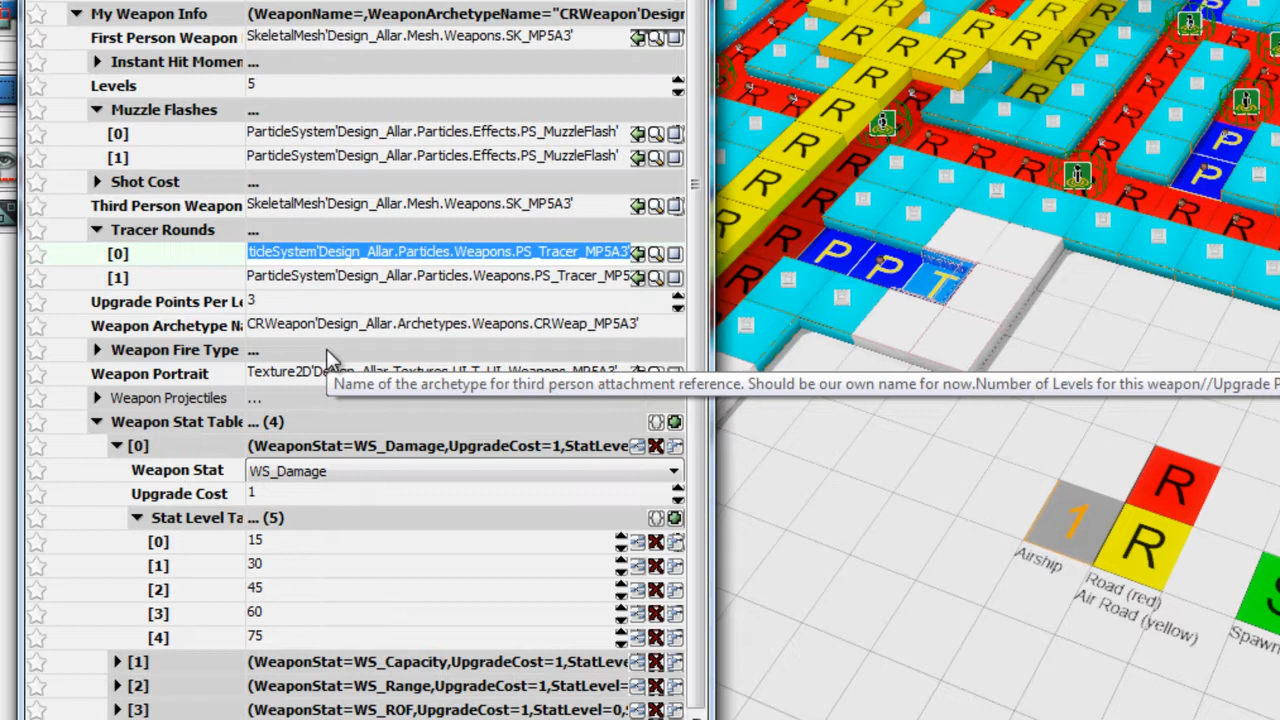 My Weapon Info (WeaponName=,WeaponArchetypeName="CRWeapon'Design
First Person Weapon SkeletalMesh'Design_Allar.Mesh.Weapons.SK_MP5A3'
Instant Hit Momen ...
Levels 5
Muzzle Flashes ...
[0] ParticleSystem'Design_Allar.Particles.Effects.PS_MuzzleFlash'
[1] ParticleSystem'Design_Allar.Particles.Effects.PS_MuzzleFlash'
Shot Cost ...
Third Person Weapon SkeletalMesh'Design_Allar.Mesh.Weapons.SK_MP5A3'
Tracer Rounds ...
[0] ticleSystem'Design_Allar.Particles.Weapons.PS_Tracer_MP5A3'
[1] ParticleSystem'Design_Allar.Particles.Weapons.PS_Tracer_MP5
Upgrade Points Per Le 3
Weapon Archetype Na CRWeapon'Design_Allar.Archetypes.Weapons.CRWeap_MP5A3'
Weapon Fire Type ...
Weapon Portrait Texture2D'Design_Allar.Textures.UI.T_UI_Weapons_MP5A3'
Name of the archetype for third person attachment reference. Should be our own name for now.Number of Levels for this weapon//Upgrade P
Weapon Projectiles ...
Weapon Stat Table ... (4)
[0] (WeaponStat=WS_Damage,UpgradeCost=1,StatLeve
Weapon Stat WS_Damage
Upgrade Cost 1
Stat Level Ta ... (5)
[0] 15
[1] 30
[2] 45
[3] 60
[4] 75
[1] (WeaponStat=WS_Capacity,UpgradeCost=1,StatLeve
[2] (WeaponStat=WS_Range,UpgradeCost=1,StatLevel=
[3] (WeaponStat=WS_ROF,UpgradeCost=1,StatLevel=0,
P P T
P
P
R
1 R
Airship
Road (red)
Air Road (yellow)
S
Spawn